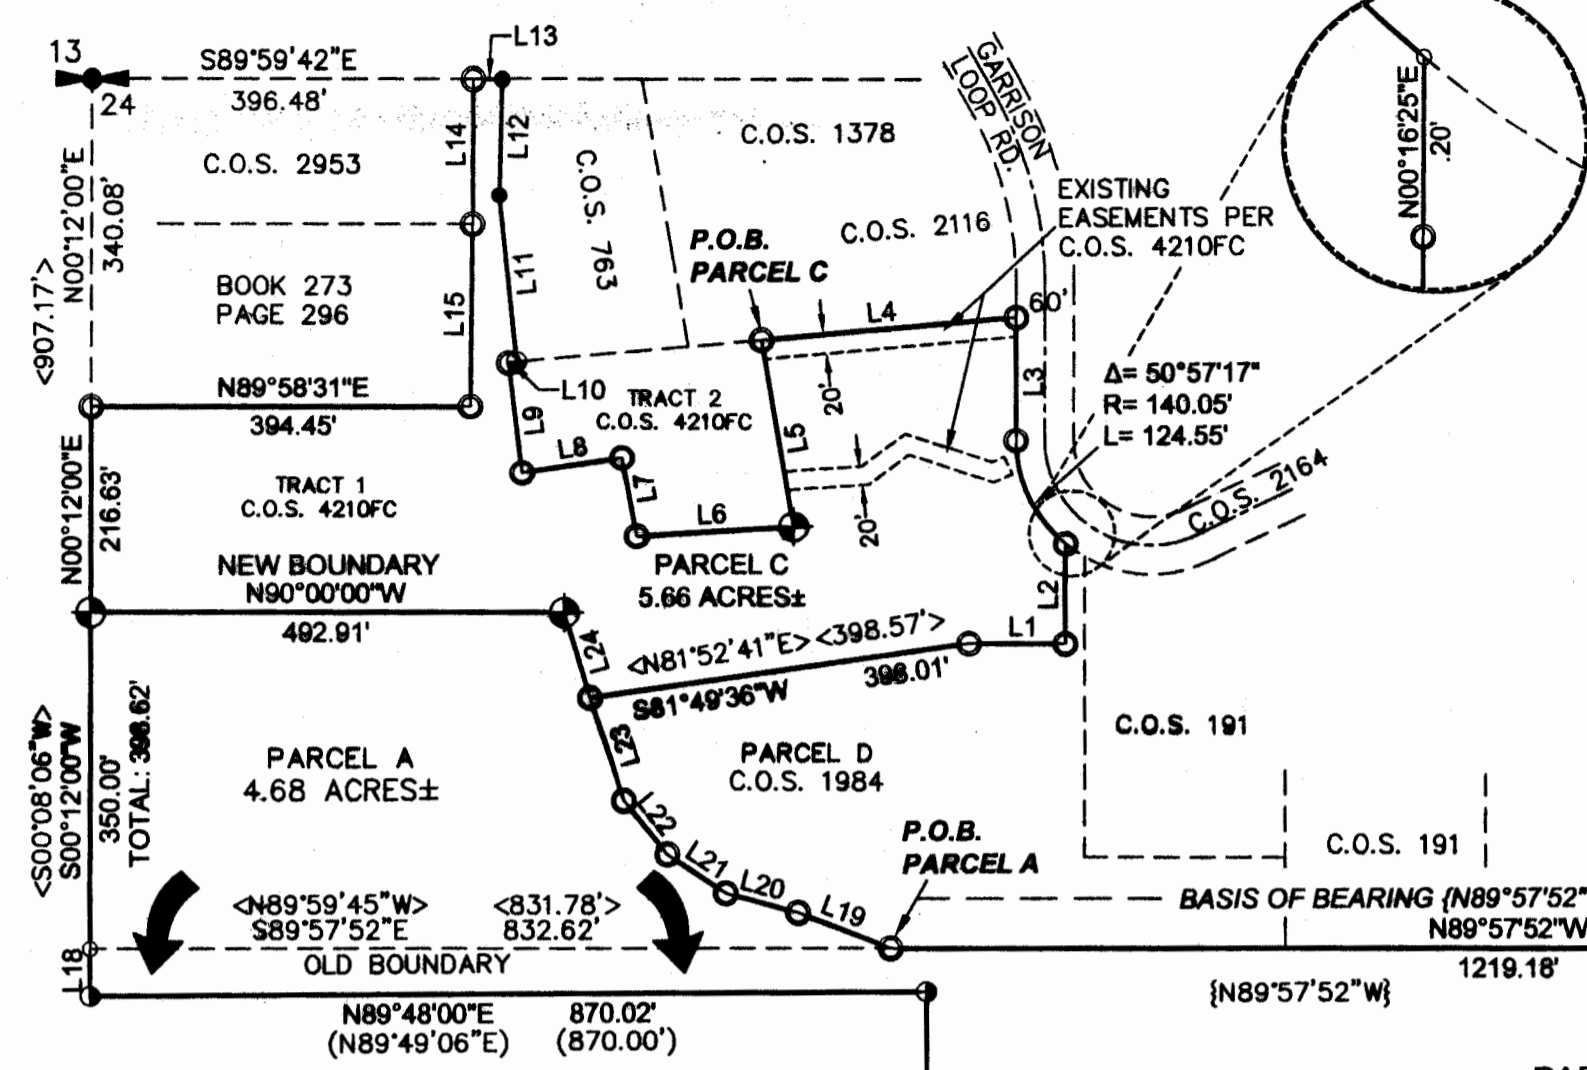 13
24
S89°59'42"E
396.48'
L13
L14
L12
C.O.S. 2953
N00°12'00"E
340.08'
<907.17'>
BOOK 273
PAGE 296
L15
L11
C.O.S. 763
C.O.S. 1378
GARRISON
LOOP RD.
C.O.S. 2116
EXISTING
EASEMENTS PER
C.O.S. 4210FC
N00°16'25"E
.20'
P.O.B.
PARCEL C
L4
60'
L3
20'
Δ= 50°57'17"
R= 140.05'
L= 124.55'
N89°58'31"E
394.45'
L10
TRACT 2
C.O.S. 4210FC
L9
L8
L7
L5
L6
20'
C.O.S. 2164
TRACT 1
C.O.S. 4210FC
N00°12'00"E
216.63'
NEW BOUNDARY
N90°00'00"W
492.91'
PARCEL C
5.66 ACRES±
L2
L1
L24
<N81°52'41"E> <398.57'>
S81°49'36"W
L23
<S00°08'06"W>
S00°12'00"W
350.00'
TOTAL: 398.62'
PARCEL A
4.68 ACRES±
PARCEL D
C.O.S. 1984
C.O.S. 191
C.O.S. 191
L22
L21
L20
L19
P.O.B.
PARCEL A
BASIS OF BEARING {N89°57'52"
N89°57'52"W
1219.18'
{N89°57'52"W}
<N89°59'45"W> <831.78'>
S89°57'52"E 832.62'
OLD BOUNDARY
L18
N89°48'00"E 870.02'
(N89°49'06"E) (870.00')